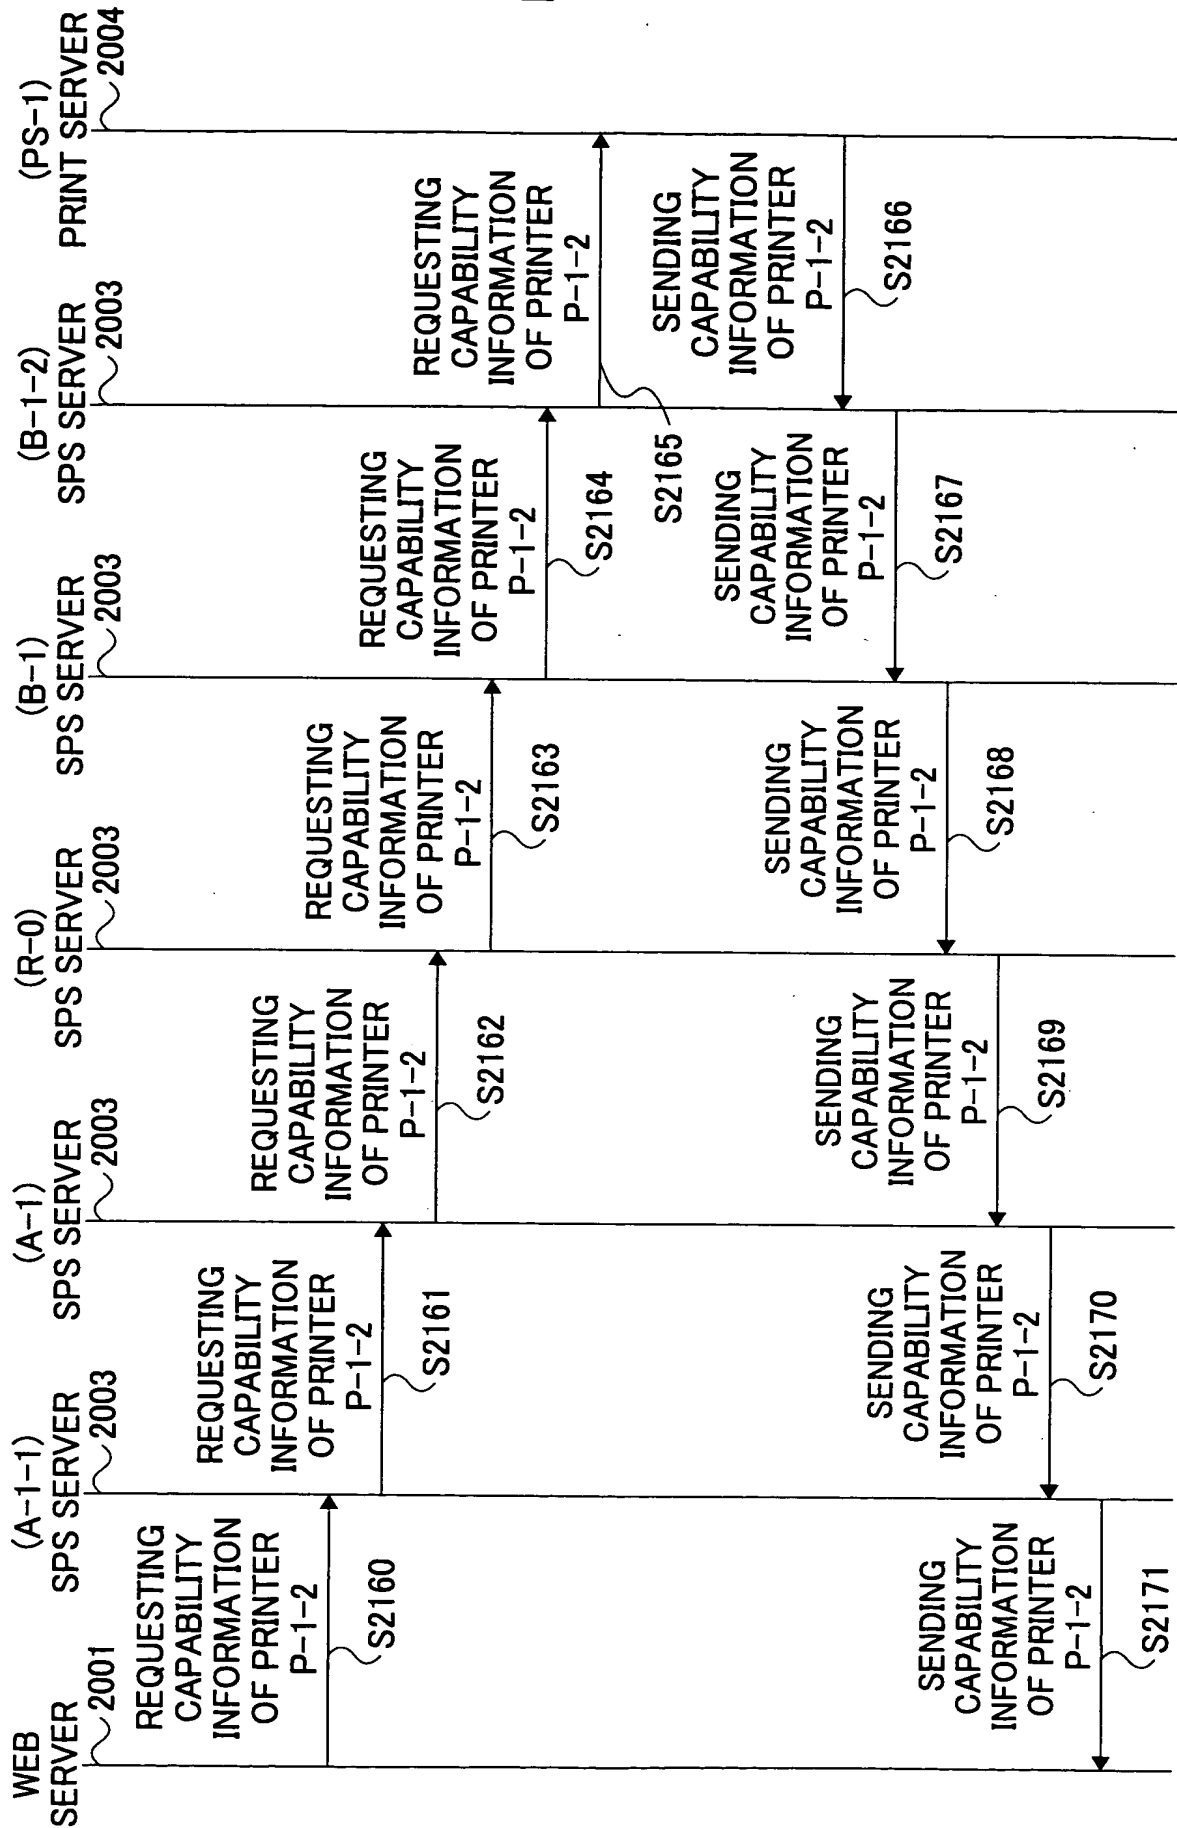 WEB
SERVER
2001
(A-1-1)
SPS SERVER
2003
(A-1)
SPS SERVER
2003
(R-0)
SPS SERVER
2003
(B-1)
SPS SERVER
2003
(B-1-2)
SPS SERVER
2003
(PS-1)
PRINT SERVER
2004
REQUESTING
CAPABILITY
INFORMATION
OF PRINTER
P-1-2
S2160
REQUESTING
CAPABILITY
INFORMATION
OF PRINTER
P-1-2
S2161
REQUESTING
CAPABILITY
INFORMATION
OF PRINTER
P-1-2
S2162
REQUESTING
CAPABILITY
INFORMATION
OF PRINTER
P-1-2
S2163
REQUESTING
CAPABILITY
INFORMATION
OF PRINTER
P-1-2
S2164
REQUESTING
CAPABILITY
INFORMATION
OF PRINTER
P-1-2
S2165
SENDING
CAPABILITY
INFORMATION
OF PRINTER
P-1-2
S2166
SENDING
CAPABILITY
INFORMATION
OF PRINTER
P-1-2
S2167
SENDING
CAPABILITY
INFORMATION
OF PRINTER
P-1-2
S2168
SENDING
CAPABILITY
INFORMATION
OF PRINTER
P-1-2
S2169
SENDING
CAPABILITY
INFORMATION
OF PRINTER
P-1-2
S2170
SENDING
CAPABILITY
INFORMATION
OF PRINTER
P-1-2
S2171